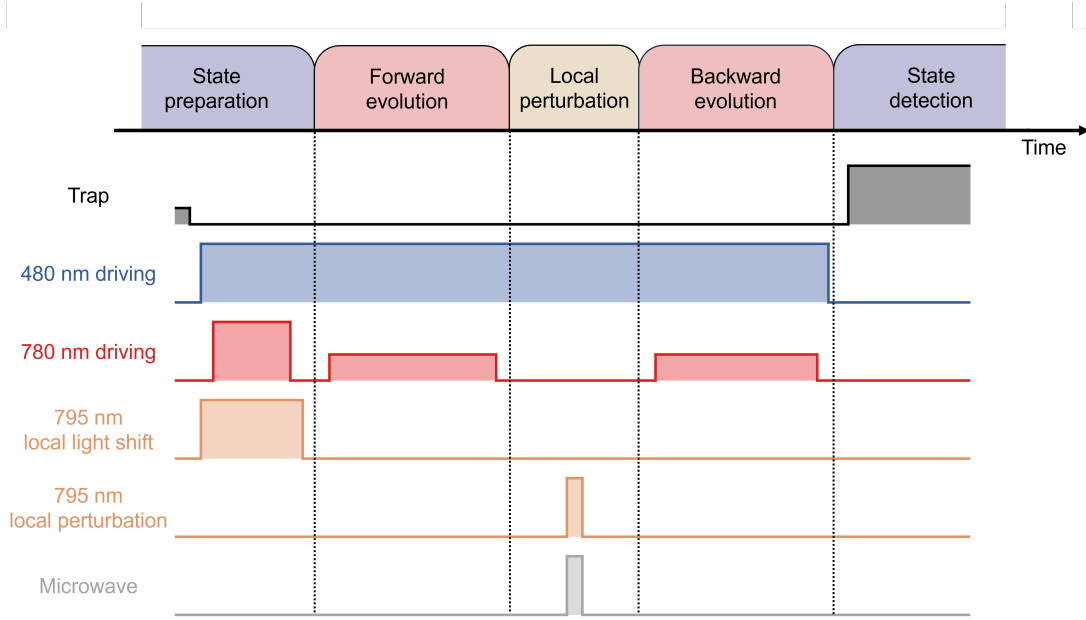 State
preparation
Forward
evolution
Local
perturbation
Backward
evolution
State
detection
Time
Trap
480 nm driving
780 nm driving
795 nm
local light shift
795 nm
local perturbation
Microwave